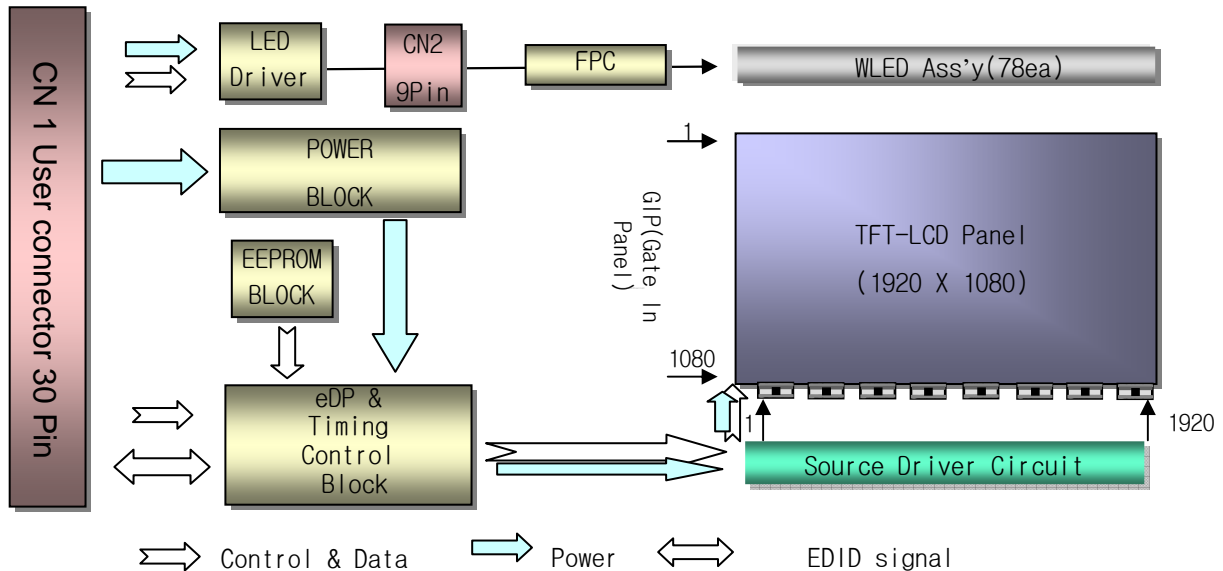 CN 1 User connector 30 Pin
LED
Driver
CN2
9Pin
FPC
WLED Ass'y(78ea)
POWER
BLOCK
EEPROM
BLOCK
eDP &
Timing
Control
Block
1
GIP(Gate In
Panel)
1080
TFT-LCD Panel
(1920 X 1080)
1
1920
Source Driver Circuit
Control & Data
Power
EDID signal